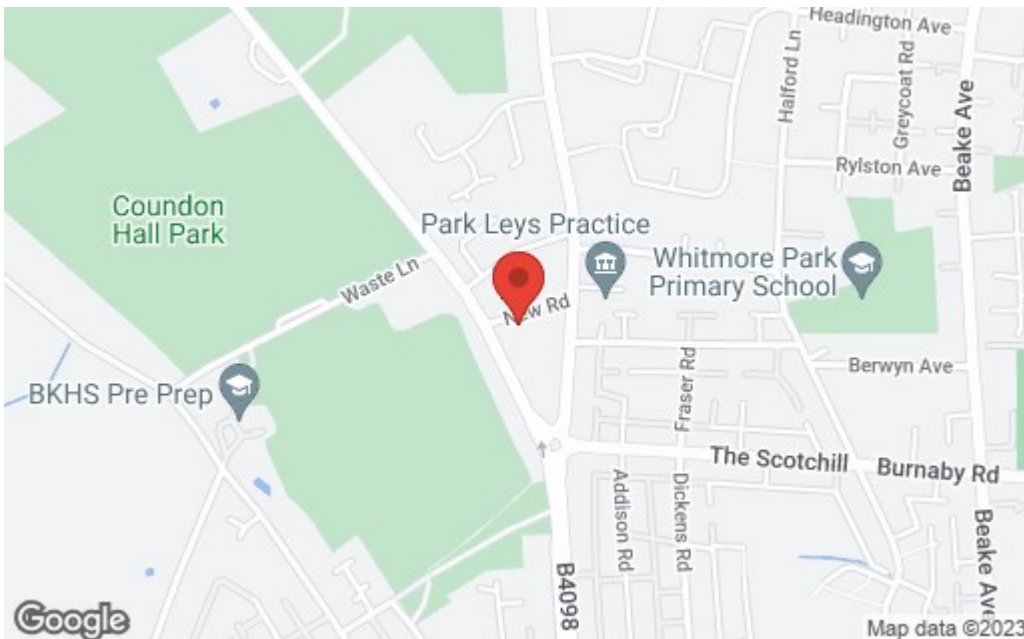 Headington Ave
Halford Ln
Greycoat Rd
Beake Ave
Rylston Ave
Coundon
Hall Park
Park Leys Practice
Whitmore Park
Primary School
Waste Ln
New Rd
BKHS Pre Prep
Fraser Rd
Berwyn Ave
The Scotchill
Burnaby Rd
Addison Rd
Dickens Rd
Beake Ave
B4098
Google
Map data ©2023